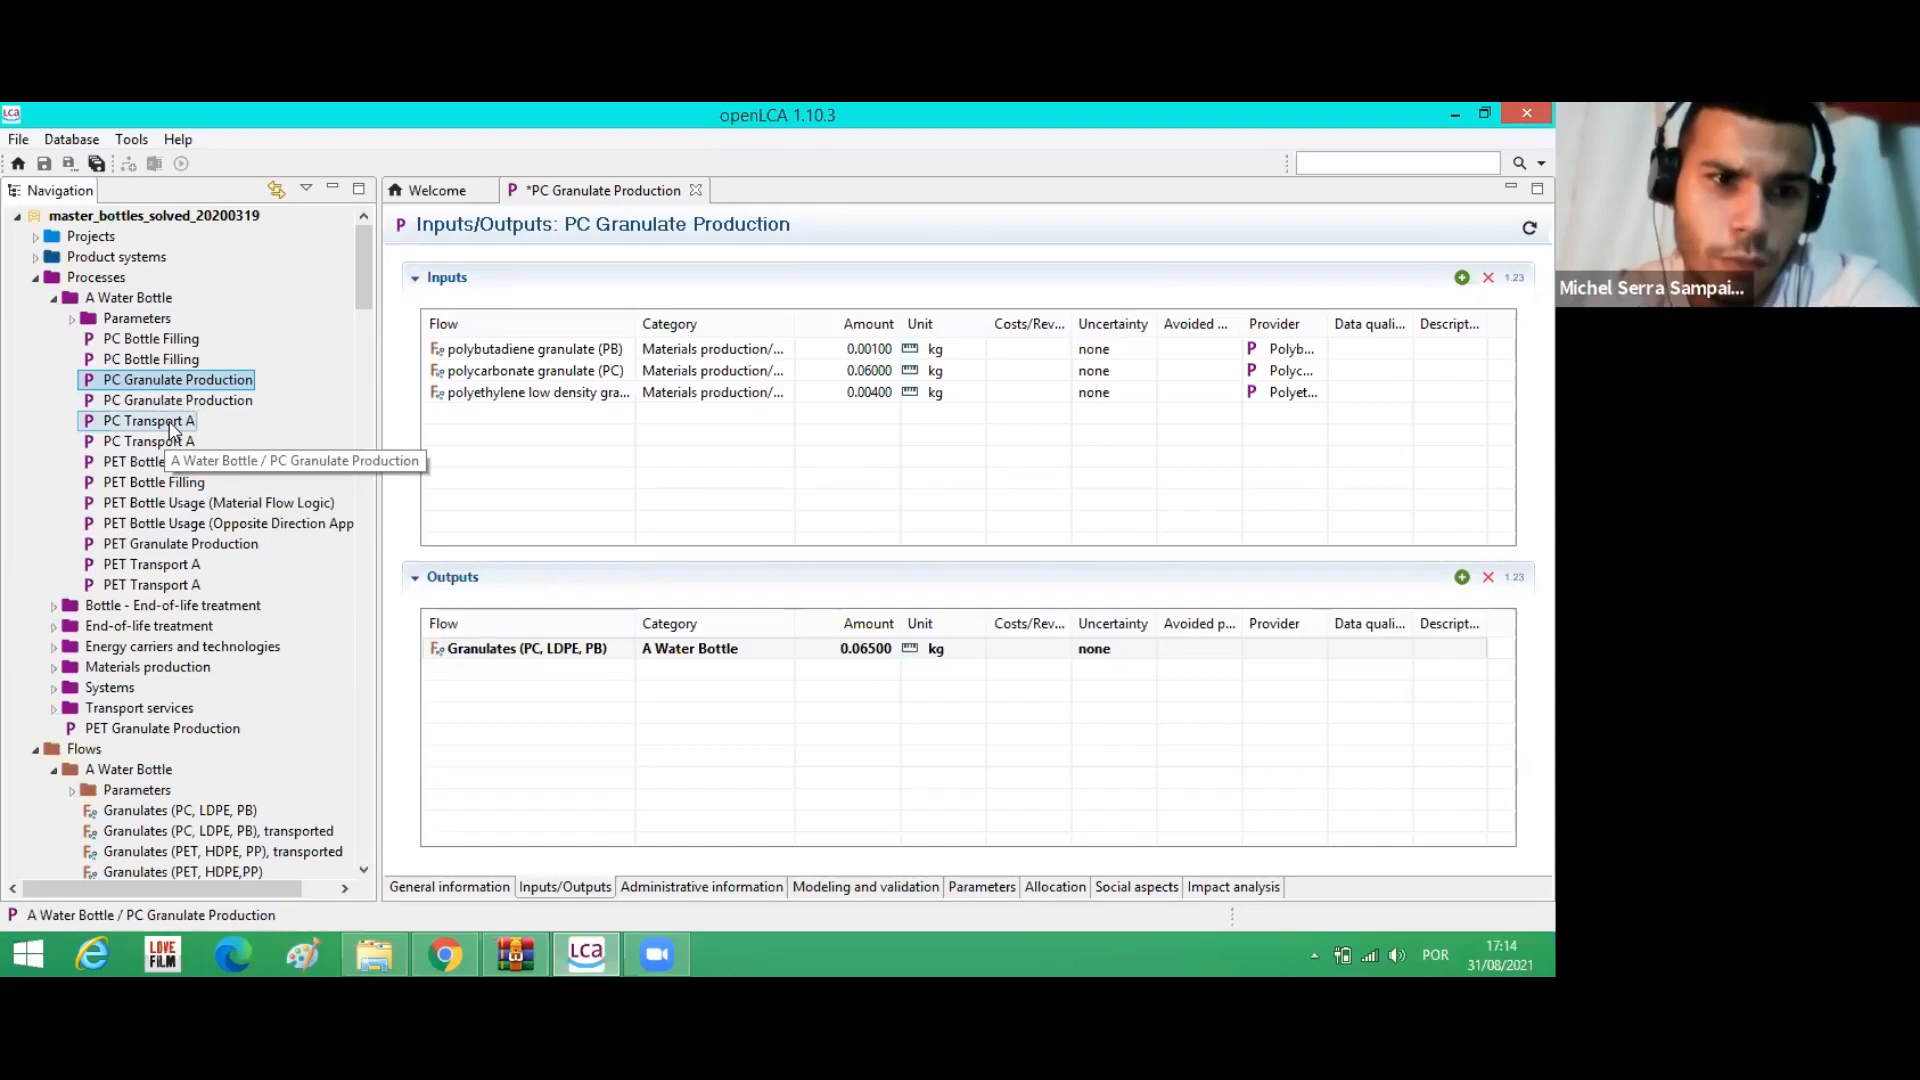 LCA
openLCA 1.10.3
File Database Tools Help
Navigation
Welcome
P *PC Granulate Production
master_bottles_solved_20200319
Projects
Product systems
Processes
A Water Bottle
Parameters
P PC Bottle Filling
P PC Bottle Filling
P PC Granulate Production
P PC Granulate Production
P PC Transport A
P PC Transport A
P PET Bottle
A Water Bottle / PC Granulate Production
P PET Bottle Filling
P PET Bottle Usage (Material Flow Logic)
P PET Bottle Usage (Opposite Direction App
P PET Granulate Production
P PET Transport A
P PET Transport A
Bottle - End-of-life treatment
End-of-life treatment
Energy carriers and technologies
Materials production
Systems
Transport services
P PET Granulate Production
Flows
A Water Bottle
Parameters
Granulates (PC, LDPE, PB)
Granulates (PC, LDPE, PB), transported
Granulates (PET, HDPE, PP), transported
Granulates (PET, HDPE,PP)
P Inputs/Outputs: PC Granulate Production
Inputs 1.23
Flow Category Amount Unit Costs/Rev... Uncertainty Avoided ... Provider Data quali... Descript...
polybutadiene granulate (PB) Materials production/... 0.00100 kg none P Polyb...
polycarbonate granulate (PC) Materials production/... 0.06000 kg none P Polyc...
polyethylene low density gra... Materials production/... 0.00400 kg none P Polyet...
Outputs 1.23
Flow Category Amount Unit Costs/Rev... Uncertainty Avoided p... Provider Data quali... Descript...
Granulates (PC, LDPE, PB) A Water Bottle 0.06500 kg none
General information Inputs/Outputs Administrative information Modeling and validation Parameters Allocation Social aspects Impact analysis
P A Water Bottle / PC Granulate Production
LOVE FILM
LCA
POR
17:14
31/08/2021
Michel Serra Sampai...